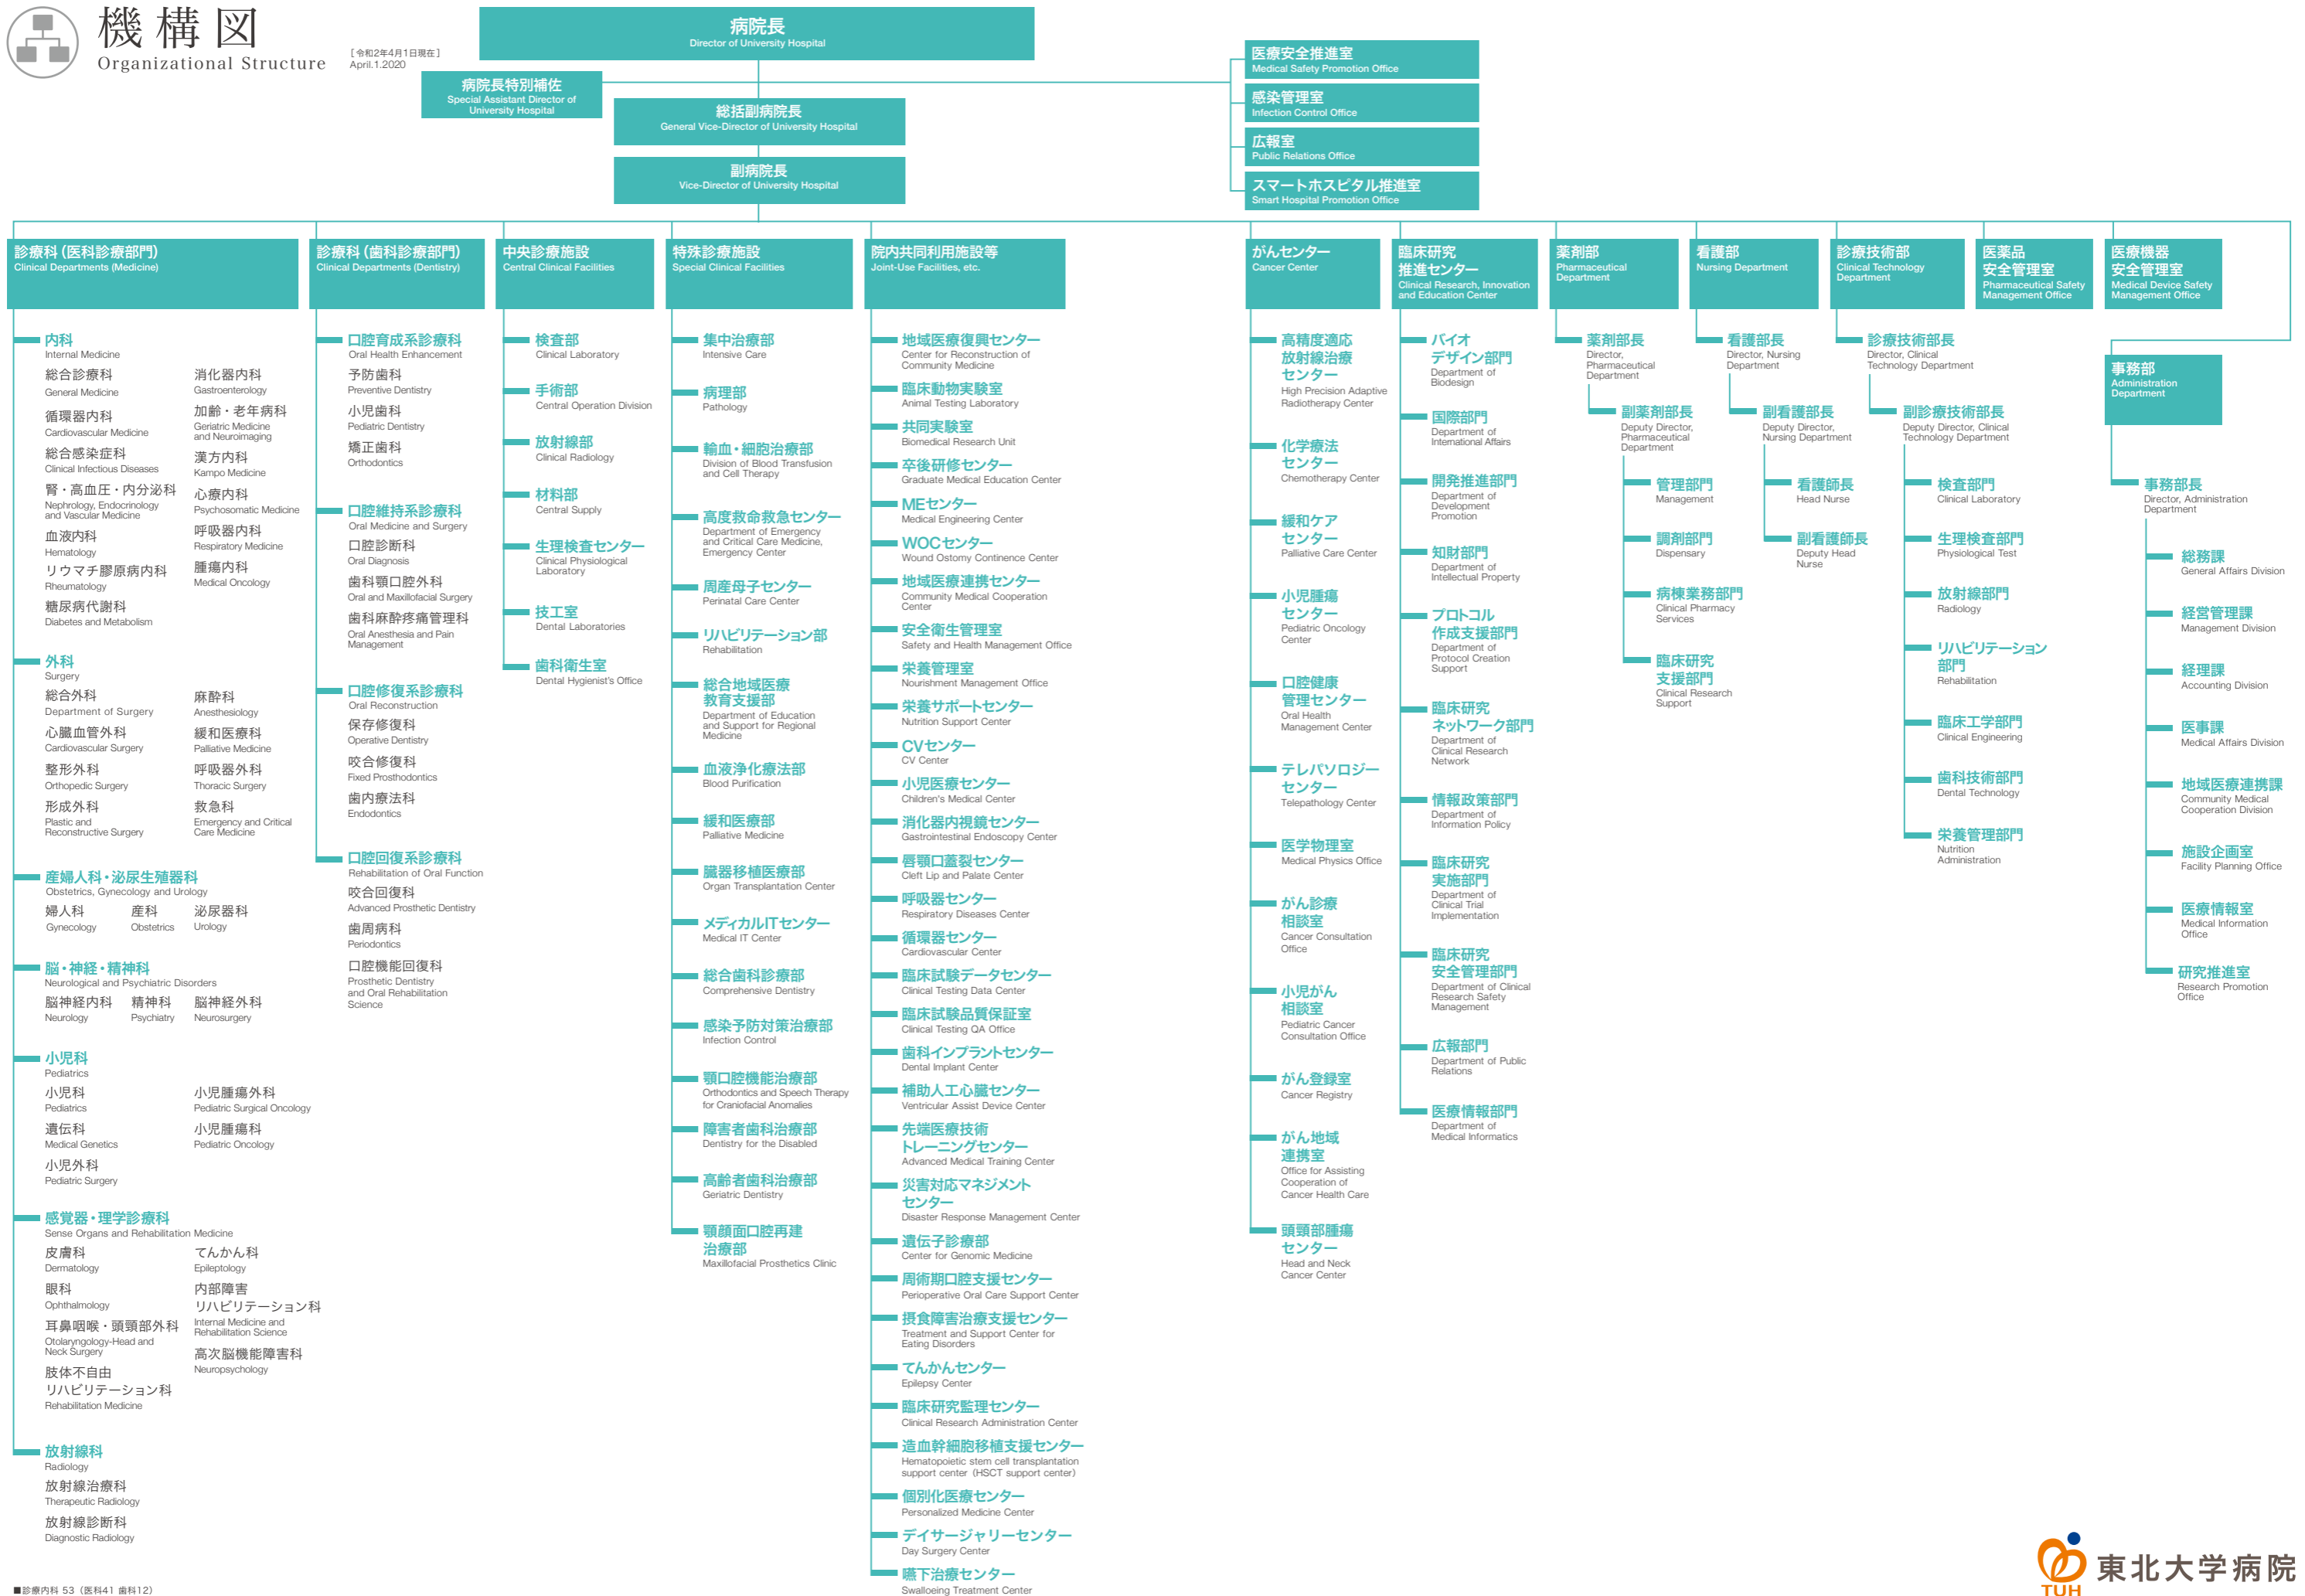 機構図
Organizational Structure
[ 令和2年4月1日現在 ]
April.1.2020
病院長
Director of University Hospital
病院長特別補佐
Special Assistant Director of
University Hospital
総括副病院長
General Vice-Director of University Hospital
副病院長
Vice-Director of University Hospital
医療安全推進室
Medical Safety Promotion Office
感染管理室
Infection Control Office
広報室
Public Relations Office
スマートホスピタル推進室
Smart Hospital Promotion Office
診療科（医科診療部門）
Clinical Departments (Medicine)
内科
Internal Medicine
総合診療科
General Medicine
循環器内科
Cardiovascular Medicine
総合感染症科
Clinical Infectious Diseases
腎・高血圧・内分泌科
Nephrology, Endocrinology
and Vascular Medicine
血液内科
Hematology
リウマチ膠原病内科
Rheumatology
糖尿病代謝科
Diabetes and Metabolism
消化器内科
Gastroenterology
加齢・老年病科
Geriatric Medicine
and Neuroimaging
漢方内科
Kampo Medicine
心療内科
Psychosomatic Medicine
呼吸器内科
Respiratory Medicine
腫瘍内科
Medical Oncology
外科
Surgery
総合外科
Department of Surgery
心臓血管外科
Cardiovascular Surgery
整形外科
Orthopedic Surgery
形成外科
Plastic and
Reconstructive Surgery
麻酔科
Anesthesiology
緩和医療科
Palliative Medicine
呼吸器外科
Thoracic Surgery
救急科
Emergency and Critical
Care Medicine
産婦人科・泌尿生殖器科
Obstetrics, Gynecology and Urology
婦人科 産科 泌尿器科
Gynecology Obstetrics Urology
脳・神経・精神科
Neurological and Psychiatric Disorders
脳神経内科 精神科 脳神経外科
Neurology Psychiatry Neurosurgery
小児科
Pediatrics
小児科
Pediatrics
遺伝科
Medical Genetics
小児外科
Pediatric Surgery
小児腫瘍外科
Pediatric Surgical Oncology
小児腫瘍科
Pediatric Oncology
感覚器・理学診療科
Sense Organs and Rehabilitation Medicine
皮膚科
Dermatology
眼科
Ophthalmology
耳鼻咽喉・頭頸部外科
Otolaryngology-Head and
Neck Surgery
肢体不自由
リハビリテーション科
Rehabilitation Medicine
てんかん科
Epileptology
内部障害
リハビリテーション科
Internal Medicine and
Rehabilitation Science
高次脳機能障害科
Neuropsychology
放射線科
Radiology
放射線治療科
Therapeutic Radiology
放射線診断科
Diagnostic Radiology
診療科（歯科診療部門）
Clinical Departments (Dentistry)
口腔育成系診療科
Oral Health Enhancement
予防歯科
Preventive Dentistry
小児歯科
Pediatric Dentistry
矯正歯科
Orthodontics
口腔維持系診療科
Oral Medicine and Surgery
口腔診断科
Oral Diagnosis
歯科顎口腔外科
Oral and Maxillofacial Surgery
歯科麻酔疼痛管理科
Oral Anesthesia and Pain
Management
口腔修復系診療科
Oral Reconstruction
保存修復科
Operative Dentistry
咬合修復科
Fixed Prosthodontics
歯内療法科
Endodontics
口腔回復系診療科
Rehabilitation of Oral Function
咬合回復科
Advanced Prosthetic Dentistry
歯周病科
Periodontics
口腔機能回復科
Prosthetic Dentistry
and Oral Rehabilitation
Science
中央診療施設
Central Clinical Facilities
検査部
Clinical Laboratory
手術部
Central Operation Division
放射線部
Clinical Radiology
材料部
Central Supply
生理検査センター
Clinical Physiological
Laboratory
技工室
Dental Laboratories
歯科衛生室
Dental Hygienist's Office
特殊診療施設
Special Clinical Facilities
集中治療部
Intensive Care
病理部
Pathology
輸血・細胞治療部
Division of Blood Transfusion
and Cell Therapy
高度救命救急センター
Department of Emergency
and Critical Care Medicine,
Emergency Center
周産母子センター
Perinatal Care Center
リハビリテーション部
Rehabilitation
総合地域医療
教育支援部
Department of Education
and Support for Regional
Medicine
血液浄化療法部
Blood Purification
緩和医療部
Palliative Medicine
臓器移植医療部
Organ Transplantation Center
メディカルITセンター
Medical IT Center
総合歯科診療部
Comprehensive Dentistry
感染予防対策治療部
Infection Control
顎口腔機能治療部
Orthodontics and Speech Therapy
for Craniofacial Anomalies
障害者歯科治療部
Dentistry for the Disabled
高齢者歯科治療部
Geriatric Dentistry
顎顔面口腔再建
治療部
Maxillofacial Prosthetics Clinic
院内共同利用施設等
Joint-Use Facilities, etc.
地域医療復興センター
Center for Reconstruction of
Community Medicine
臨床動物実験室
Animal Testing Laboratory
共同実験室
Biomedical Research Unit
卒後研修センター
Graduate Medical Education Center
MEセンター
Medical Engineering Center
WOCセンター
Wound Ostomy Continence Center
地域医療連携センター
Community Medical Cooperation
Center
安全衛生管理室
Safety and Health Management Office
栄養管理室
Nourishment Management Office
栄養サポートセンター
Nutrition Support Center
CVセンター
CV Center
小児医療センター
Children's Medical Center
消化器内視鏡センター
Gastrointestinal Endoscopy Center
唇顎口蓋裂センター
Cleft Lip and Palate Center
呼吸器センター
Respiratory Diseases Center
循環器センター
Cardiovascular Center
臨床試験データセンター
Clinical Testing Data Center
臨床試験品質保証室
Clinical Testing QA Office
歯科インプラントセンター
Dental Implant Center
補助人工心臓センター
Ventricular Assist Device Center
先端医療技術
トレーニングセンター
Advanced Medical Training Center
災害対応マネジメント
センター
Disaster Response Management Center
遺伝子診療部
Center for Genomic Medicine
周術期口腔支援センター
Perioperative Oral Care Support Center
摂食障害治療支援センター
Treatment and Support Center for
Eating Disorders
てんかんセンター
Epilepsy Center
臨床研究監理センター
Clinical Research Administration Center
造血幹細胞移植支援センター
Hematopoietic stem cell transplantation
support center（HSCT support center）
個別化医療センター
Personalized Medicine Center
デイサージャリーセンター
Day Surgery Center
嚥下治療センター
Swalloeing Treatment Center
がんセンター
Cancer Center
高精度適応
放射線治療
センター
High Precision Adaptive
Radiotherapy Center
化学療法
センター
Chemotherapy Center
緩和ケア
センター
Palliative Care Center
小児腫瘍
センター
Pediatric Oncology
Center
口腔健康
管理センター
Oral Health
Management Center
テレパソロジー
センター
Telepathology Center
医学物理室
Medical Physics Office
がん診療
相談室
Cancer Consultation
Office
小児がん
相談室
Pediatric Cancer
Consultation Office
がん登録室
Cancer Registry
がん地域
連携室
Office for Assisting
Cooperation of
Cancer Health Care
頭頸部腫瘍
センター
Head and Neck
Cancer Center
臨床研究
推進センター
Clinical Research, Innovation
and Education Center
バイオ
デザイン部門
Department of
Biodesign
国際部門
Department of
International Affairs
開発推進部門
Department of
Development
Promotion
知財部門
Department of
Intellectual Property
プロトコル
作成支援部門
Department of
Protocol Creation
Support
臨床研究
ネットワーク部門
Department of
Clinical Research
Network
情報政策部門
Department of
Information Policy
臨床研究
実施部門
Department of
Clinical Trial
Implementation
臨床研究
安全管理部門
Department of Clinical
Research Safety
Management
広報部門
Department of Public
Relations
医療情報部門
Department of
Medical Informatics
薬剤部
Pharmaceutical
Department
薬剤部長
Director,
Pharmaceutical
Department
副薬剤部長
Deputy Director,
Pharmaceutical
Department
管理部門
Management
調剤部門
Dispensary
病棟業務部門
Clinical Pharmacy
Services
臨床研究
支援部門
Clinical Research
Support
看護部
Nursing Department
看護部長
Director, Nursing
Department
副看護部長
Deputy Director,
Nursing Department
看護師長
Head Nurse
副看護師長
Deputy Head
Nurse
診療技術部
Clinical Technology
Department
診療技術部長
Director, Clinical
Technology Department
副診療技術部長
Deputy Director, Clinical
Technology Department
検査部門
Clinical Laboratory
生理検査部門
Physiological Test
放射線部門
Radiology
リハビリテーション
部門
Rehabilitation
臨床工学部門
Clinical Engineering
歯科技術部門
Dental Technology
栄養管理部門
Nutrition
Administration
医薬品
安全管理室
Pharmaceutical Safety
Management Office
医療機器
安全管理室
Medical Device Safety
Management Office
事務部
Administration
Department
事務部長
Director, Administration
Department
総務課
General Affairs Division
経営管理課
Management Division
経理課
Accounting Division
医事課
Medical Affairs Division
地域医療連携課
Community Medical
Cooperation Division
施設企画室
Facility Planning Office
医療情報室
Medical Information
Office
研究推進室
Research Promotion
Office
■診療内科 53（医科41 歯科12）
TUH
東北大学病院